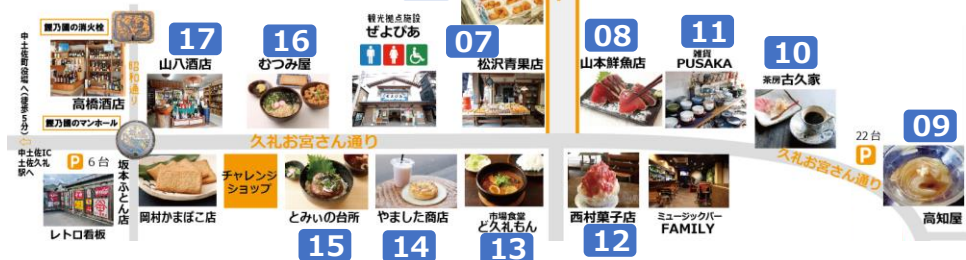 鰹乃國の消火栓
高橋酒店
鰹乃國のマンホール
中土佐町役場へ(徒歩5分)
昭和通り
中土佐IC
土佐久礼
駅へ
P 6台
坂本ふとん店
レトロ看板
17
山八酒店
16
むつみ屋
観光拠点施設
ぜよぴあ
07
松沢青果店
08
山本鮮魚店
11
雑貨
PUSAKA
10
茶房 古久家
22台
P
09
高知屋
久礼お宮さん通り
久礼お宮さん通り
岡村かまぼこ店
チャレンジ
ショップ
とみぃの台所
15
やました商店
14
市場食堂
ど久礼もん
13
西村菓子店
12
ミュージックバー
FAMILY